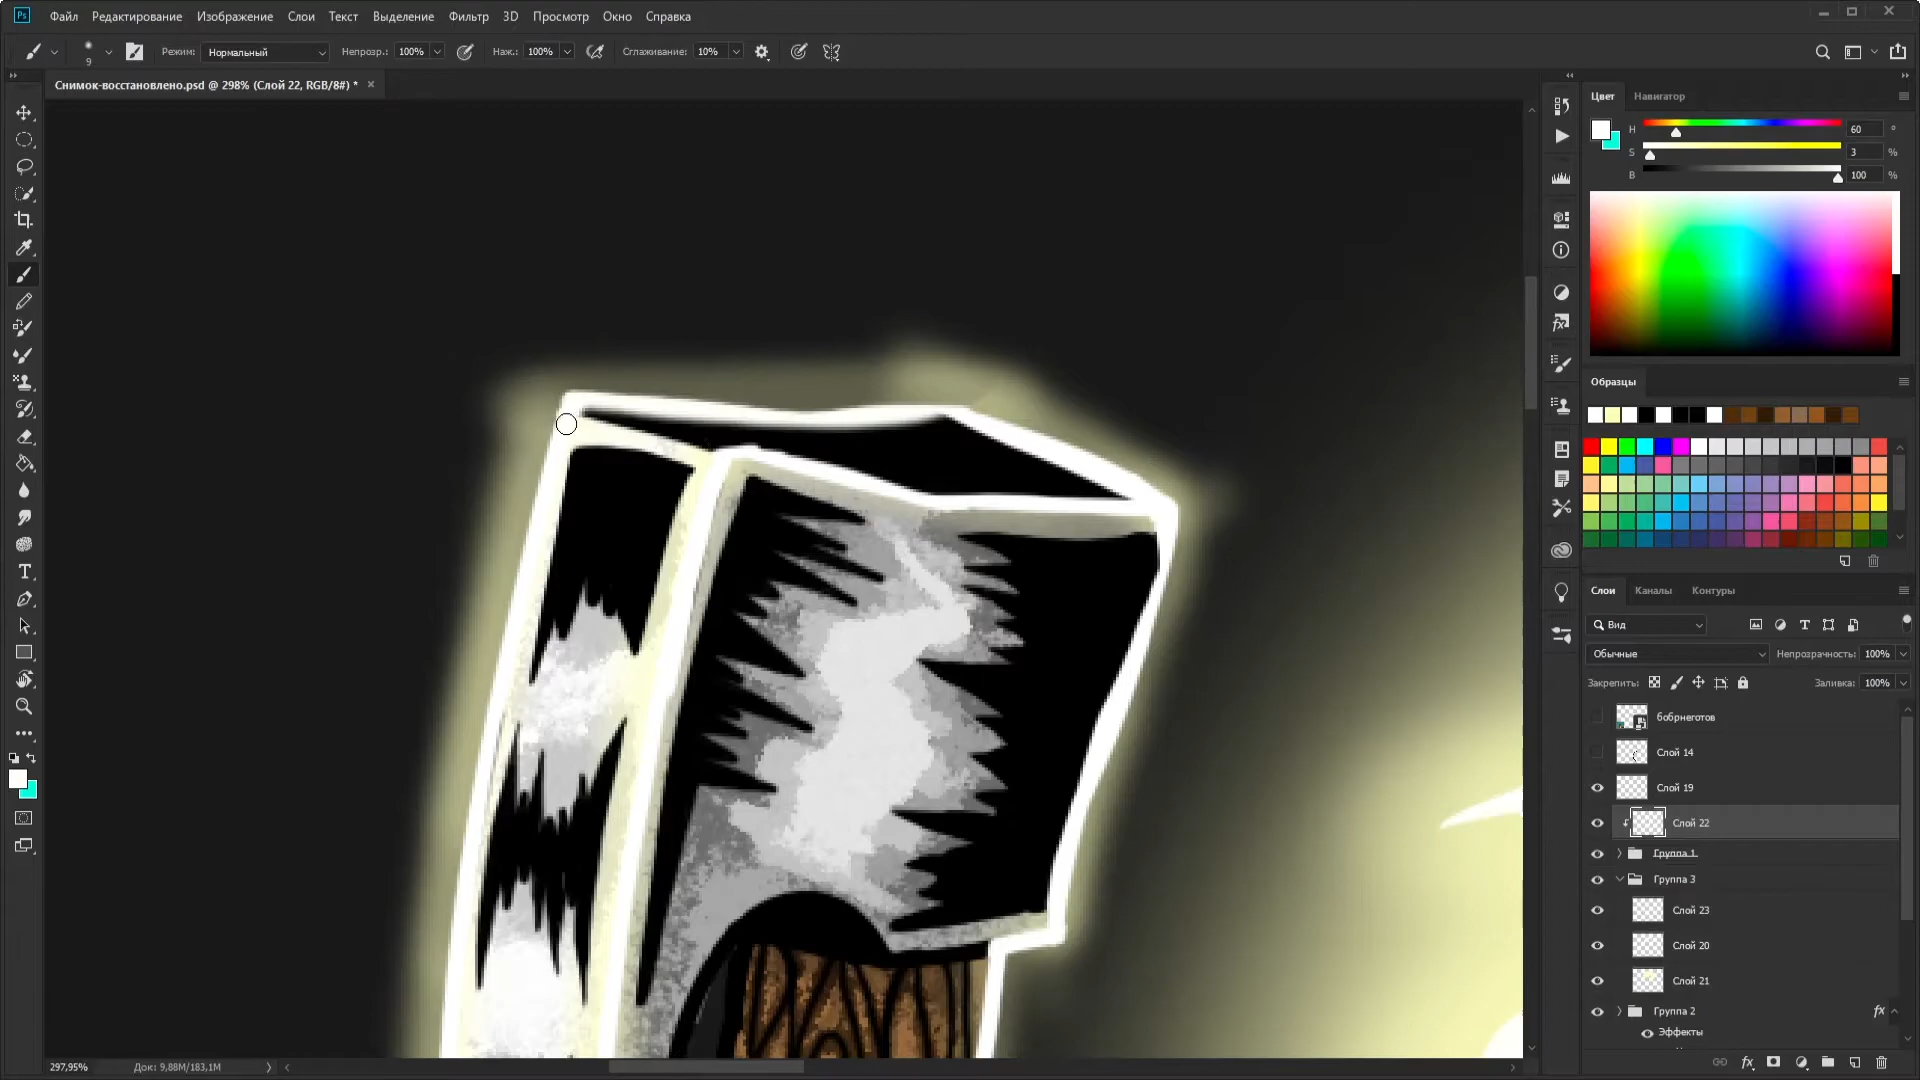 Ps Файл Редактирование Изображение Слои Текст Выделение Фильтр 3D Просмотр Окно Справка
9 Режим: Нормальный Непрозр.: 100% Наж.: 100% Сглаживание: 10%
Снимок-восстановлено.psd @ 298% (Слой 22, RGB/8#) *
Цвет Навигатор
H 60 °
S 3 %
B 100 %
Образцы
Слои Каналы Контуры
Вид
Обычные Непрозрачность: 100%
Закрепить: Заливка: 100%
бобрнеготов
Слой 14
Слой 19
Слой 22
Группа 1
Группа 3
Слой 23
Слой 20
Слой 21
Группа 2 fx
Эффекты
297,95% Док: 9,88M/183,1M